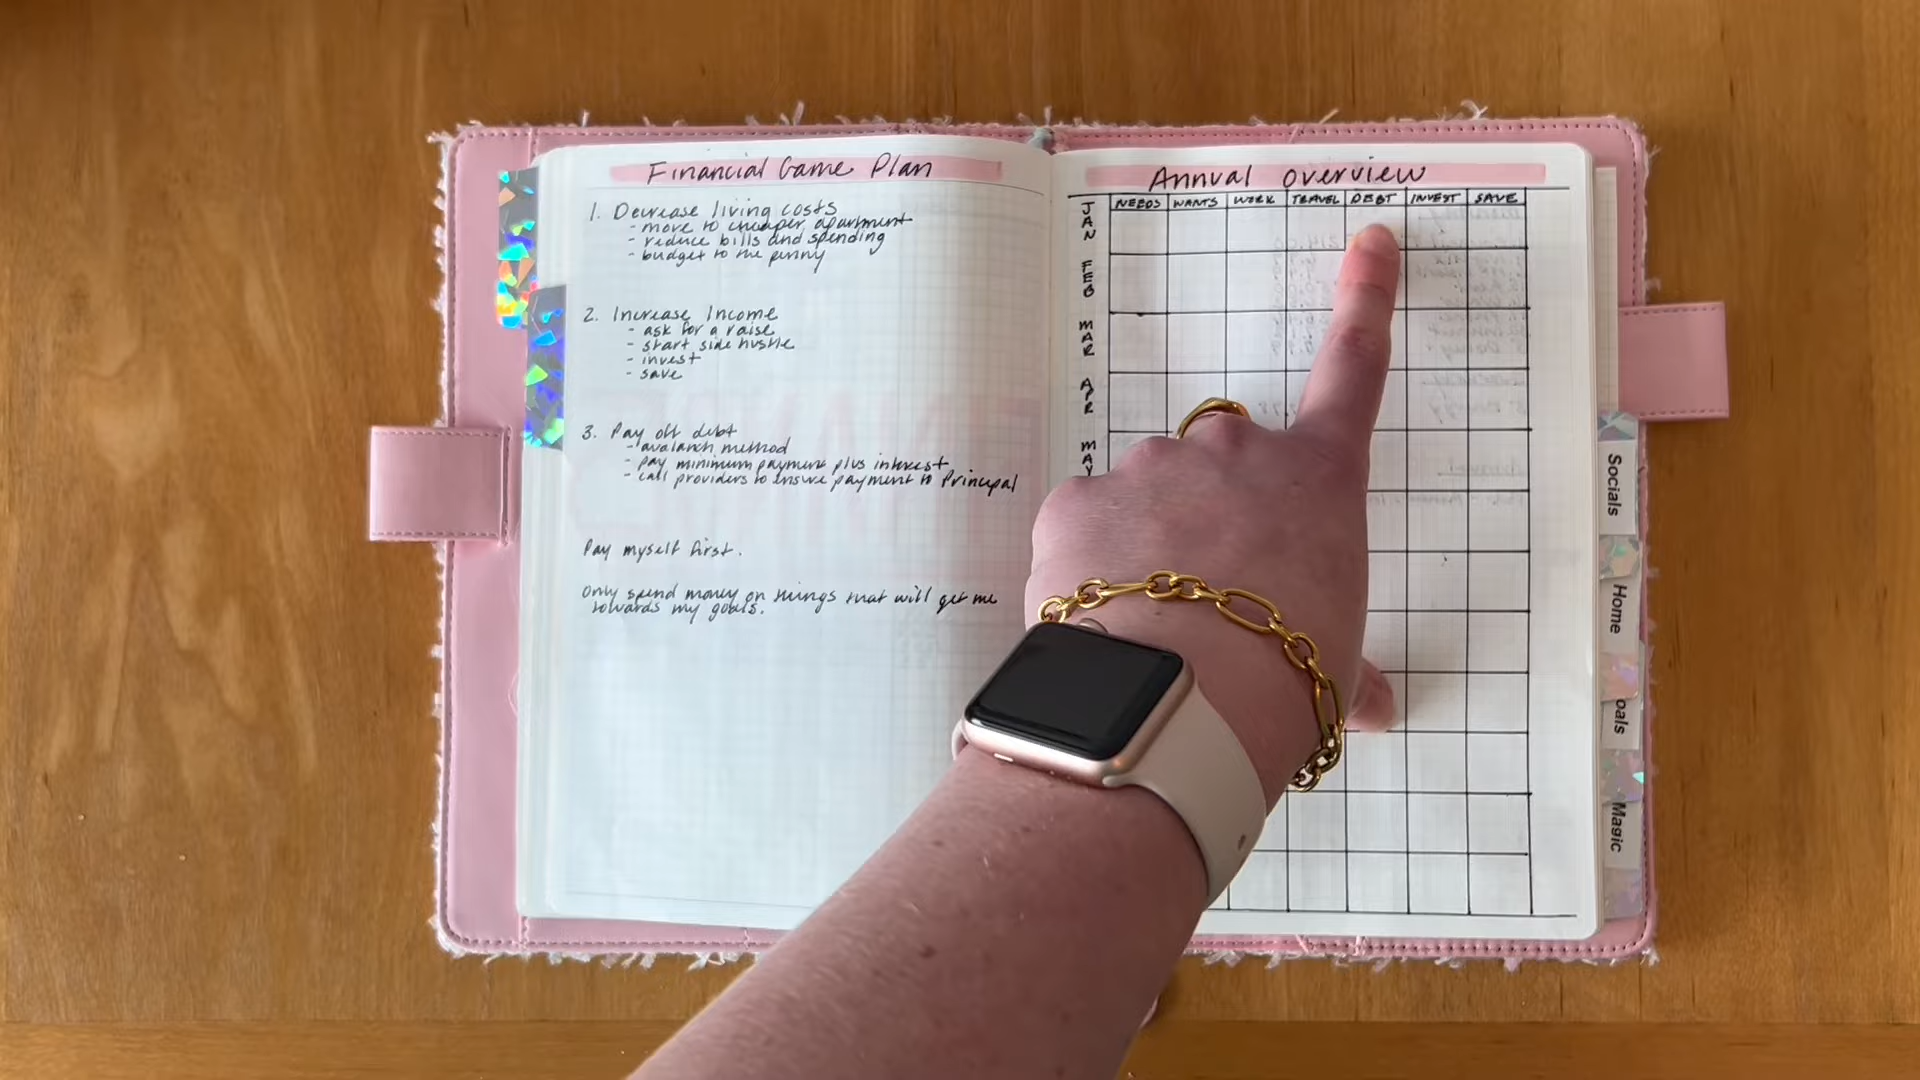 Financial Game Plan
1. Decrease living costs
- move to cheaper apartment
- reduce bills and spending
- budget to the penny
2. Increase Income
- ask for a raise
- start side hustle
- invest
- save
3. Pay off debt
- avalanch method
- pay minimum payment plus interest
- call providers to ensure payment to Principal
Pay myself first.
Only spend money on things that will get me
towards my goals.
Annual overview
NEEDS WANTS WORK TRAVEL DEBT INVEST SAVE
JAN
FEB
MAR
APR
MAY
Socials
Home
oals
Magic